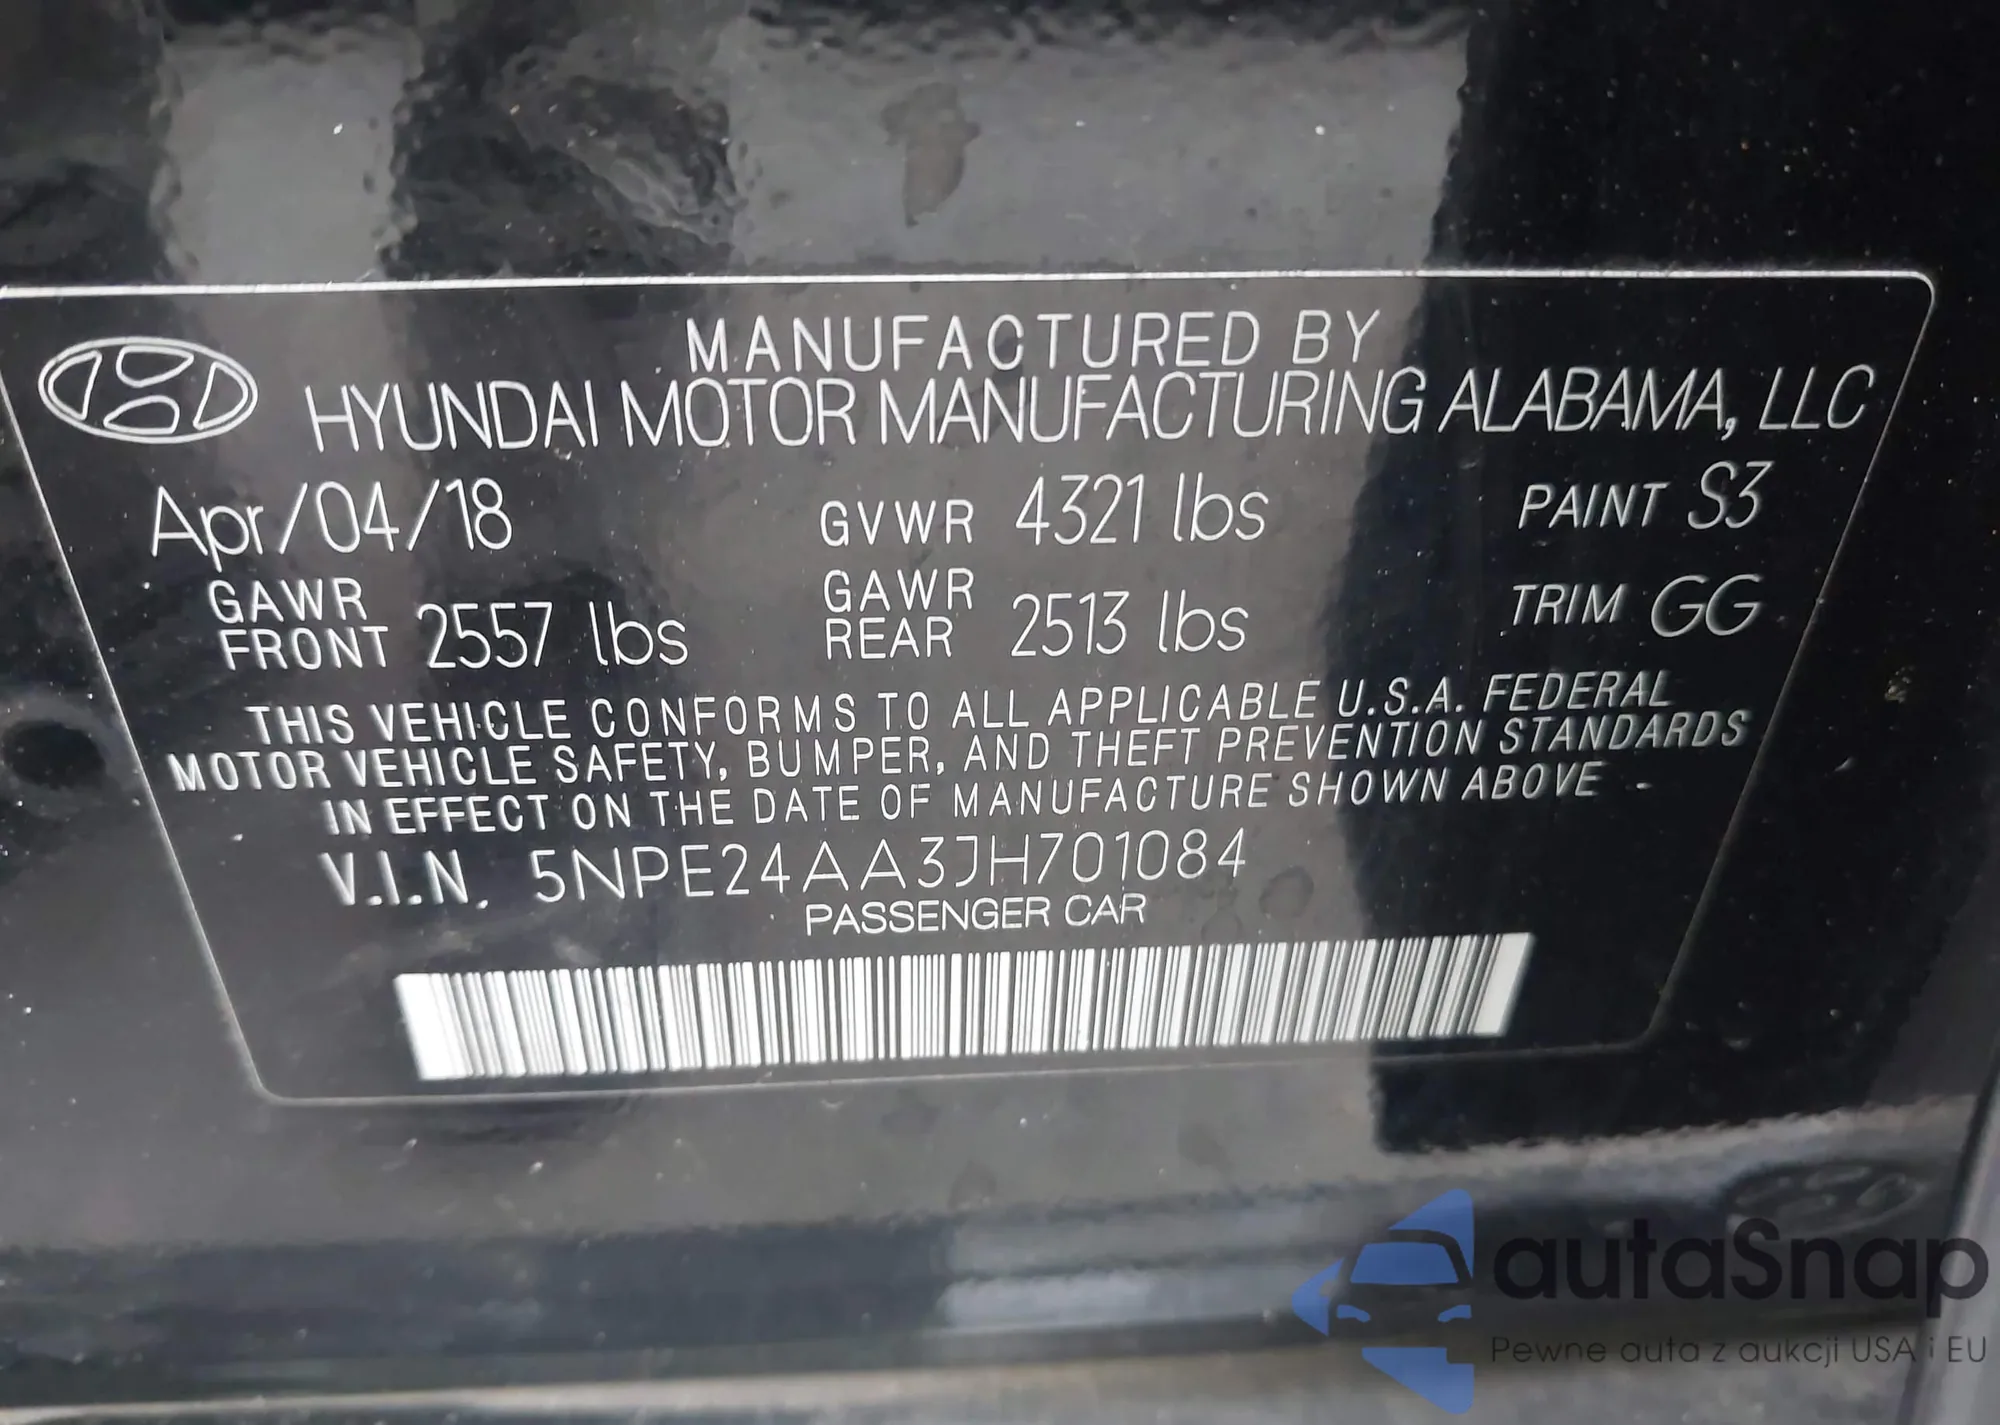 MANUFACTURED BY
HYUNDAI MOTOR MANUFACTURING ALABAMA, LLC
Apr/04/18 GVWR 4321 lbs PAINT S3
GAWR FRONT 2557 lbs GAWR REAR 2513 lbs TRIM GG
THIS VEHICLE CONFORMS TO ALL APPLICABLE U.S.A. FEDERAL
MOTOR VEHICLE SAFETY, BUMPER, AND THEFT PREVENTION STANDARDS
IN EFFECT ON THE DATE OF MANUFACTURE SHOWN ABOVE
V.I.N. 5NPE24AA3JH701084
PASSENGER CAR
autaSnap
Pewne auta z aukcji USA i EU